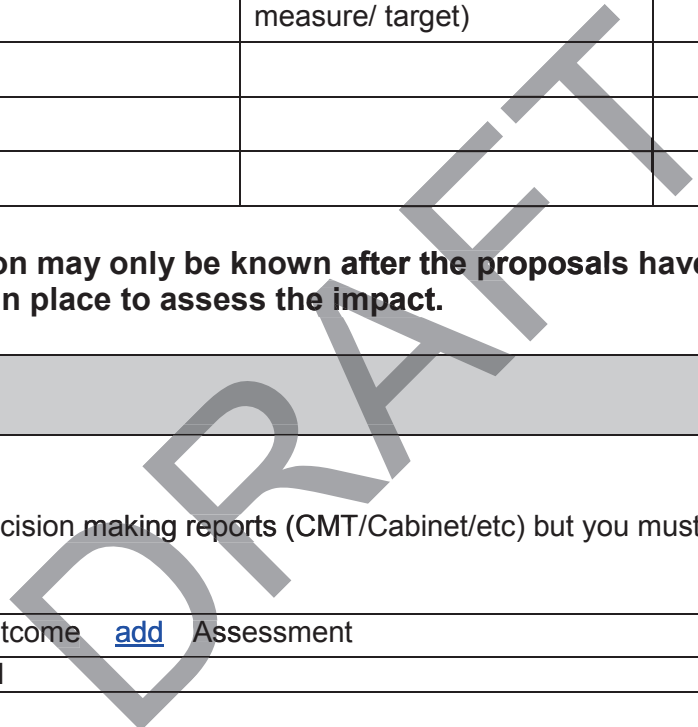 measure/ target)
on may only be known after the proposals have
n place to assess the impact.
cision making reports (CMT/Cabinet/etc) but you must
tcome add Assessment
DRAFT